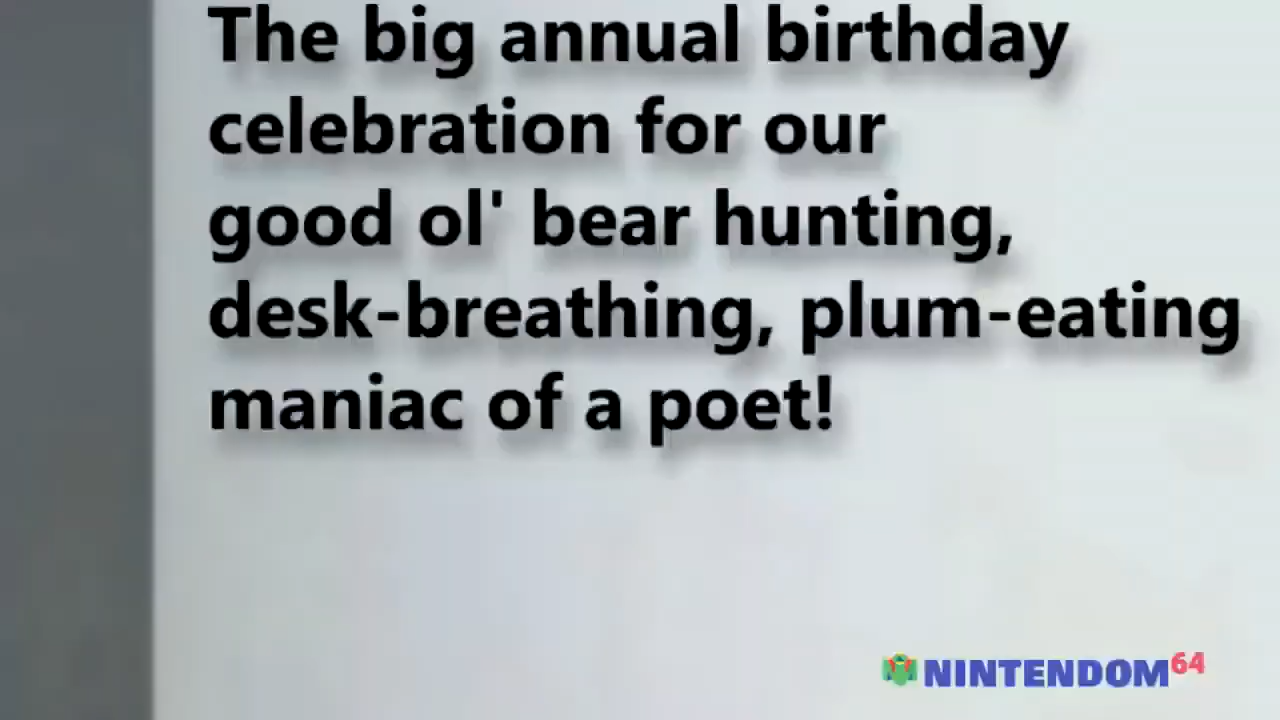 The big annual birthday
celebration for our
good ol' bear hunting,
desk-breathing, plum-eating
maniac of a poet!
NINTENDOM64